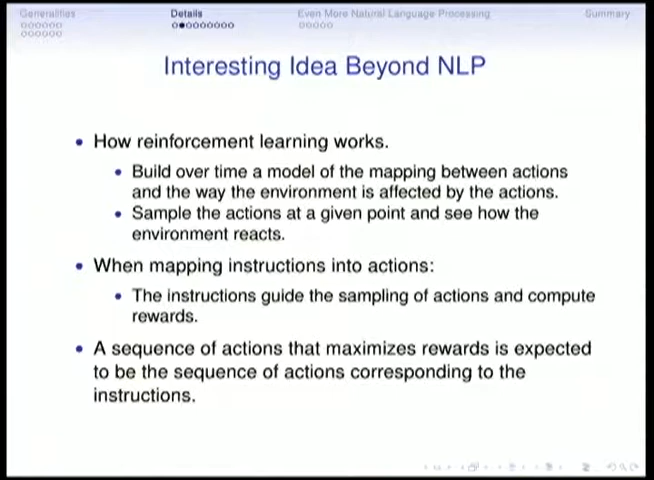 Generalities Details Even More Natural Language Processing Summary
Interesting Idea Beyond NLP
• How reinforcement learning works.
• Build over time a model of the mapping between actions
and the way the environment is affected by the actions.
• Sample the actions at a given point and see how the
environment reacts.
• When mapping instructions into actions:
• The instructions guide the sampling of actions and compute
rewards.
• A sequence of actions that maximizes rewards is expected
to be the sequence of actions corresponding to the
instructions.